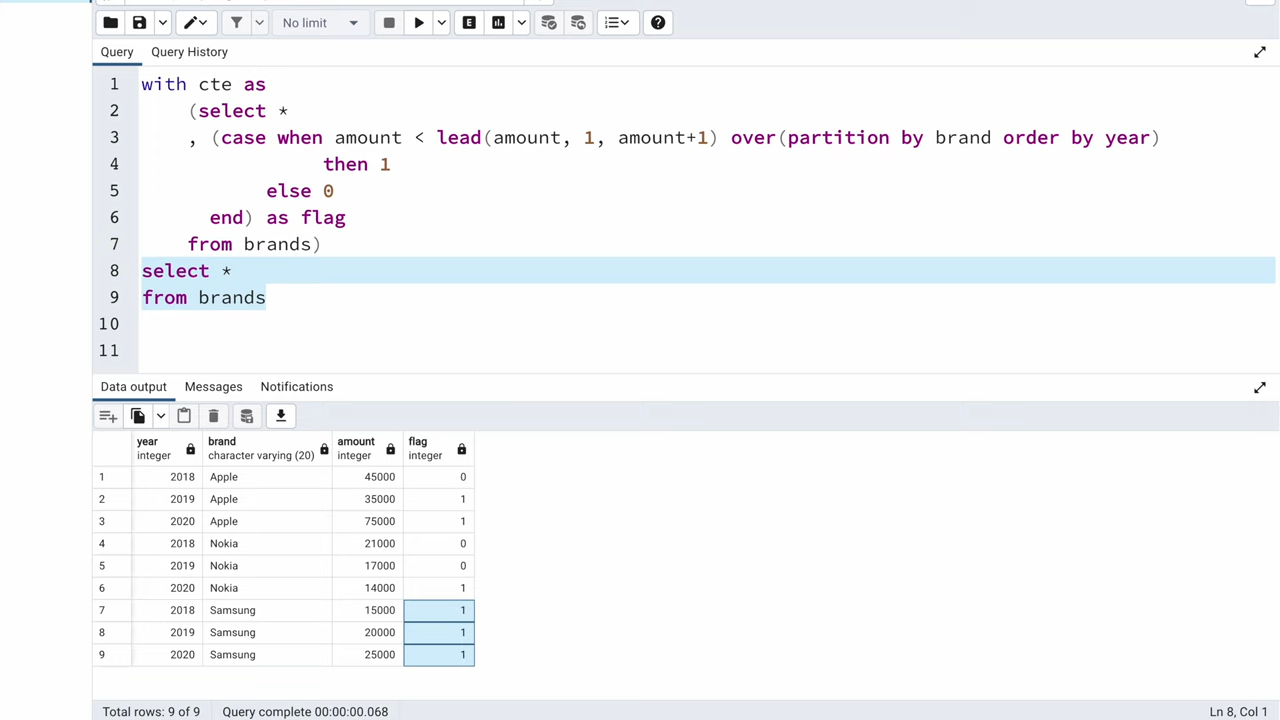 No limit
E
Query Query History
1 with cte as
2 (select *
3 , (case when amount < lead(amount, 1, amount+1) over(partition by brand order by year)
4 then 1
5 else 0
6 end) as flag
7 from brands)
8 select *
9 from brands
10
11
Data output Messages Notifications
year brand amount flag
integer character varying (20) integer integer
1 2018 Apple 45000 0
2 2019 Apple 35000 1
3 2020 Apple 75000 1
4 2018 Nokia 21000 0
5 2019 Nokia 17000 0
6 2020 Nokia 14000 1
7 2018 Samsung 15000 1
8 2019 Samsung 20000 1
9 2020 Samsung 25000 1
Total rows: 9 of 9 Query complete 00:00:00.068 Ln 8, Col 1